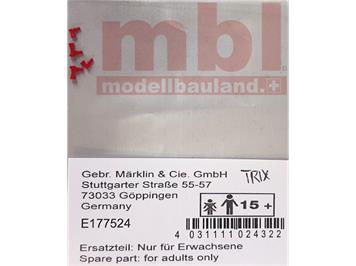 mbl
modellbauland.®
Gebr. Märklin & Cie. GmbH TRIX
Stuttgarter Straße 55-57
73033 Göppingen
Germany
15 +
E177524
4 031111 024322
Ersatzteil: Nur für Erwachsene
Spare part: for adults only